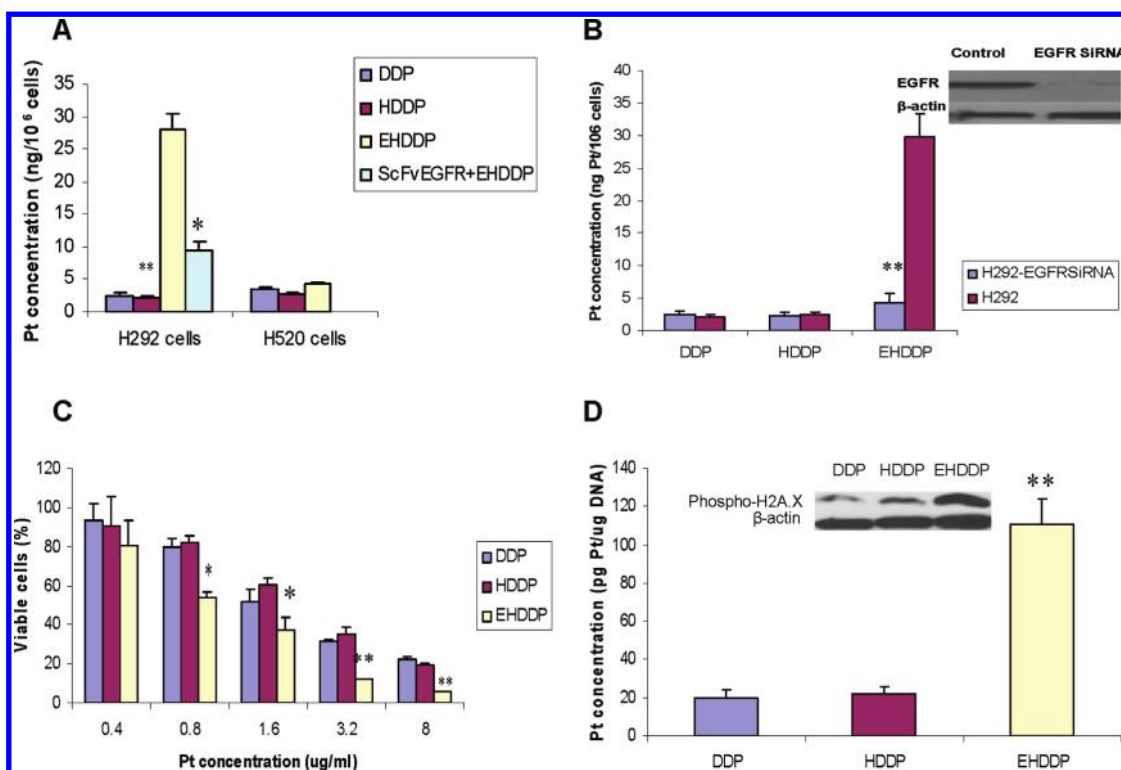 A
Pt concentration (ng/10 6 cells)
35
30
25
20
15
10
5
0
**
*
H292 cells
H520 cells
DDP
HDDP
EHDDP
ScFvEGFR+EHDDP
B
Pt concentration (ng Pt/106 cells)
40
35
30
25
20
15
10
5
0
**
DDP
HDDP
EHDDP
Control
EGFR SiRNA
EGFR
β-actin
H292-EGFRSiRNA
H292
C
Viable cells (%)
120
100
80
60
40
20
0
*
*
**
**
0.4
0.8
1.6
3.2
8
Pt concentration (ug/ml)
DDP
HDDP
EHDDP
D
Pt concentration (pg Pt/ug DNA)
140
120
100
80
60
40
20
0
DDP HDDP EHDDP
Phospho-H2A.X
β-actin
**
DDP
HDDP
EHDDP